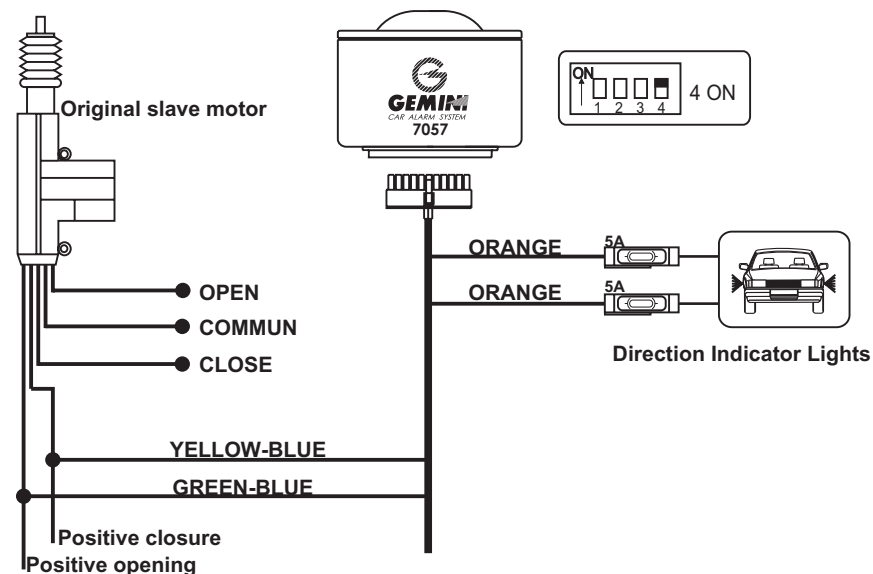 Original slave motor
GEMINI
CAR ALARM SYSTEM
7057
ON
1 2 3 4
4 ON
ORANGE
5A
ORANGE
5A
OPEN
COMMUN
CLOSE
Direction Indicator Lights
YELLOW-BLUE
GREEN-BLUE
Positive closure
Positive opening